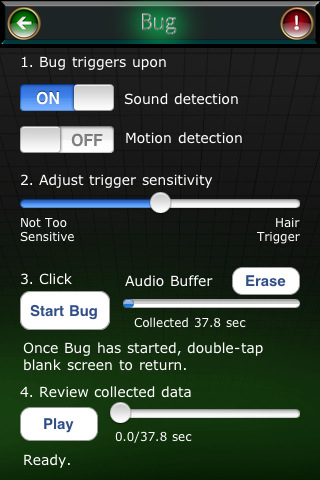 Bug
!
1. Bug triggers upon
ON Sound detection
OFF Motion detection
2. Adjust trigger sensitivity
Not Too Hair
Sensitive Trigger
3. Click Audio Buffer Erase
Start Bug
Collected 37.8 sec
Once Bug has started, double-tap
blank screen to return.
4. Review collected data
Play
0.0/37.8 sec
Ready.